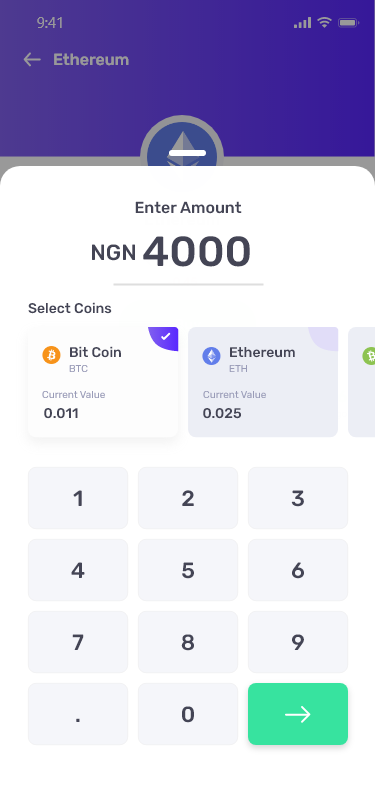 9:41
Ethereum
Enter Amount
NGN 4000
Select Coins
Bit Coin
BTC
Current Value
0.011
Ethereum
ETH
Current Value
0.025
1 2 3
4 5 6
7 8 9
. 0